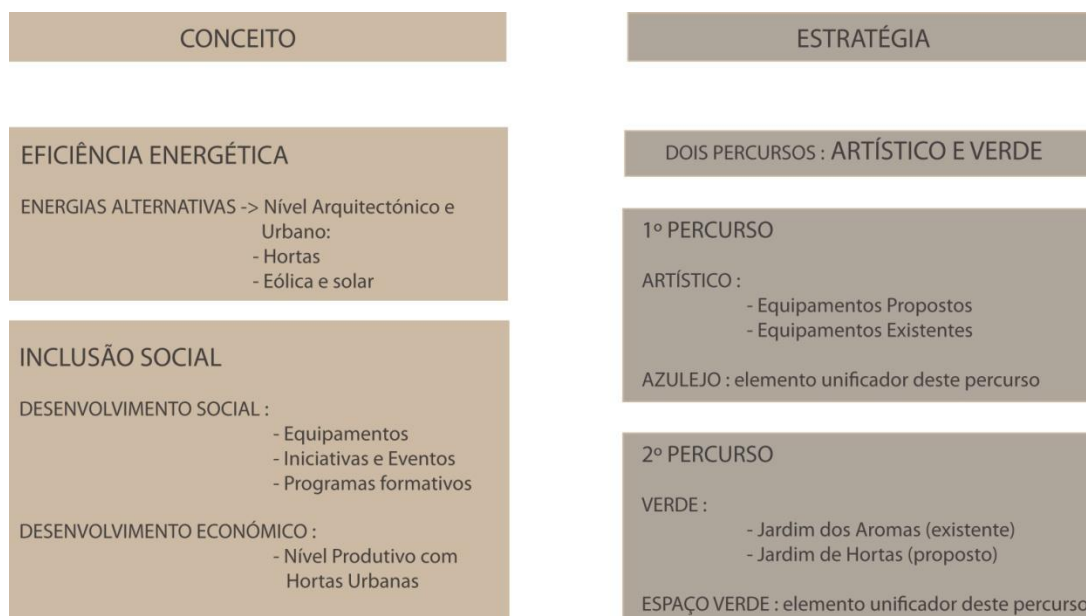 CONCEITO
EFICIÊNCIA ENERGÉTICA
ENERGIAS ALTERNATIVAS -> Nível Arquitectónico e
Urbano:
- Hortas
- Eólica e solar
INCLUSÃO SOCIAL
DESENVOLVIMENTO SOCIAL :
- Equipamentos
- Iniciativas e Eventos
- Programas formativos
DESENVOLVIMENTO ECONÓMICO :
- Nível Produtivo com
Hortas Urbanas
ESTRATÉGIA
DOIS PERCURSOS : ARTÍSTICO E VERDE
1º PERCURSO
ARTÍSTICO :
- Equipamentos Propostos
- Equipamentos Existentes
AZULEJO : elemento unificador deste percurso
2º PERCURSO
VERDE :
- Jardim dos Aromas (existente)
- Jardim de Hortas (proposto)
ESPAÇO VERDE : elemento unificador deste percurso